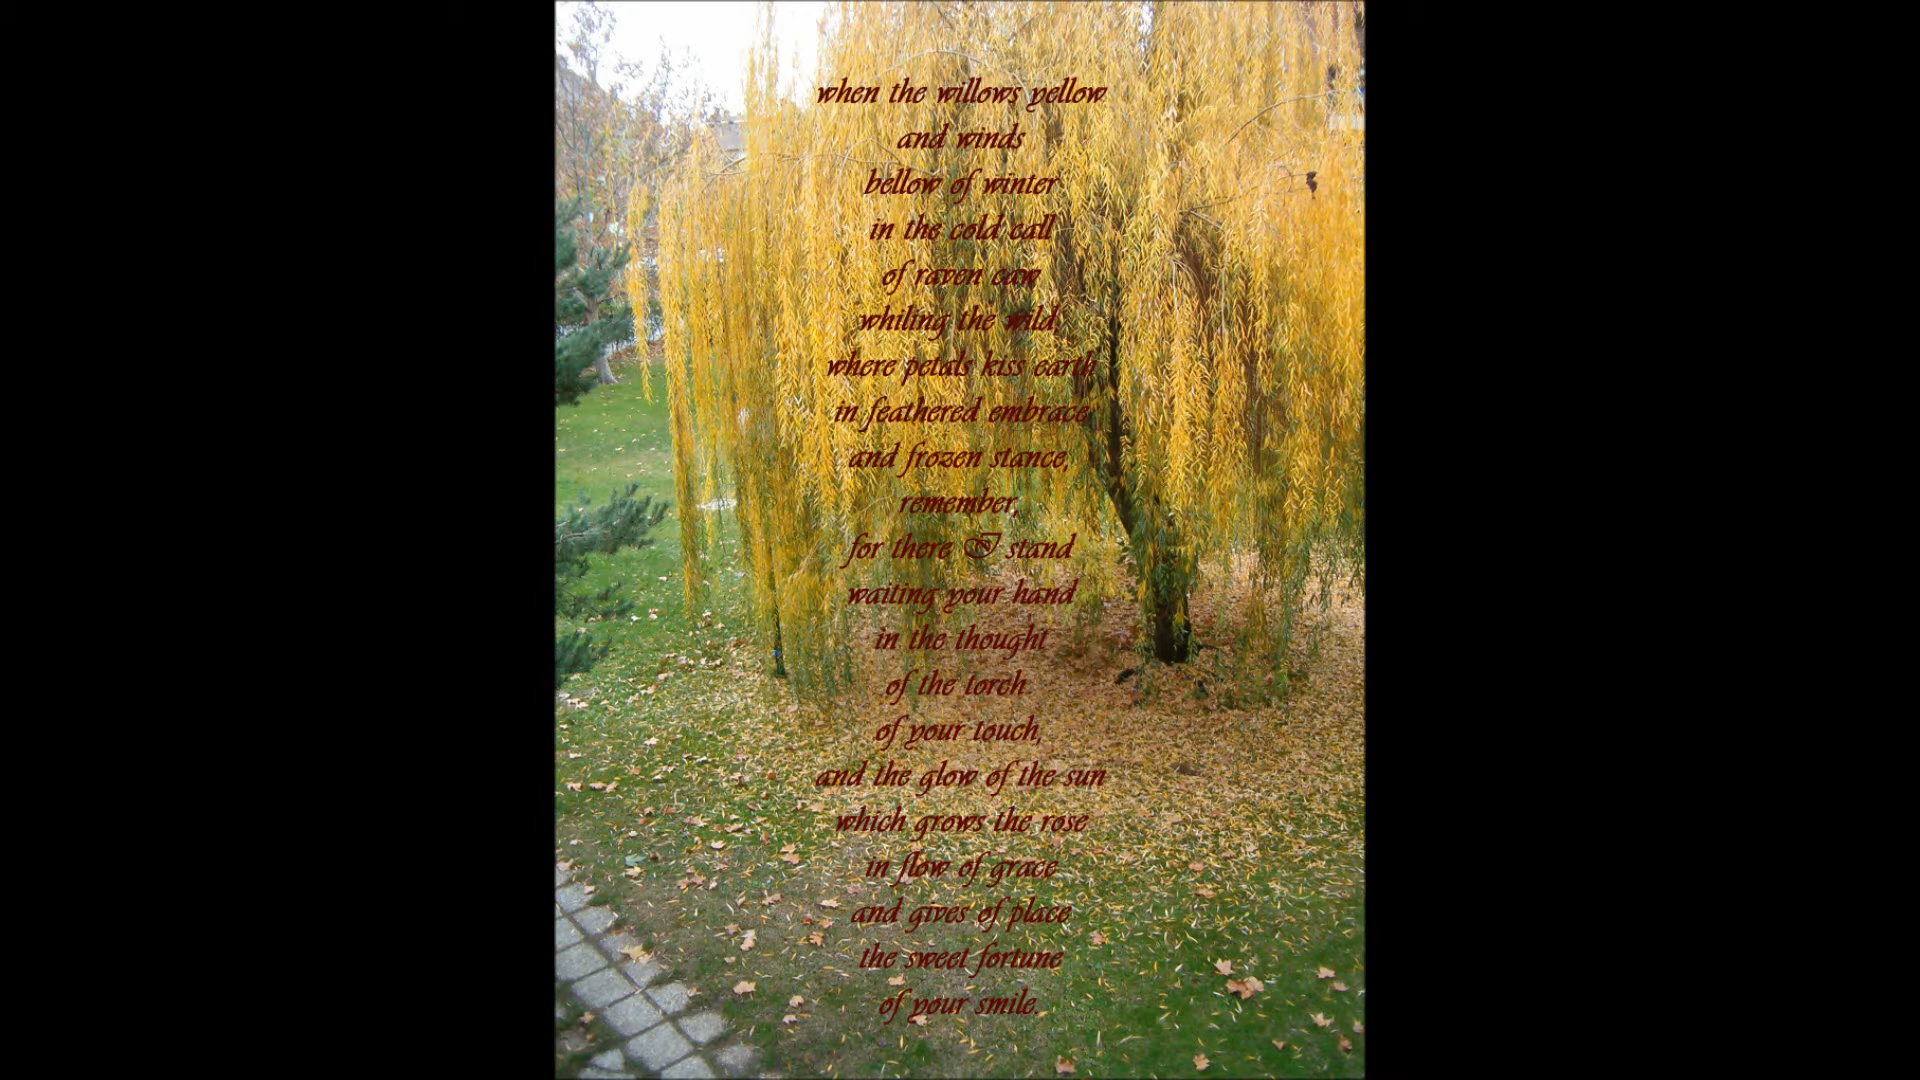 when the willows yellow
and winds
bellow of winter
in the cold call
of raven caw
whiling the wild,
where petals kiss earth
in feathered embrace
and frozen stance,
remember,
for there I stand
waiting your hand
in the thought
of the torch
of your touch,
and the glow of the sun
which grows the rose
in flow of grace
and gives of place
the sweet fortune
of your smile.